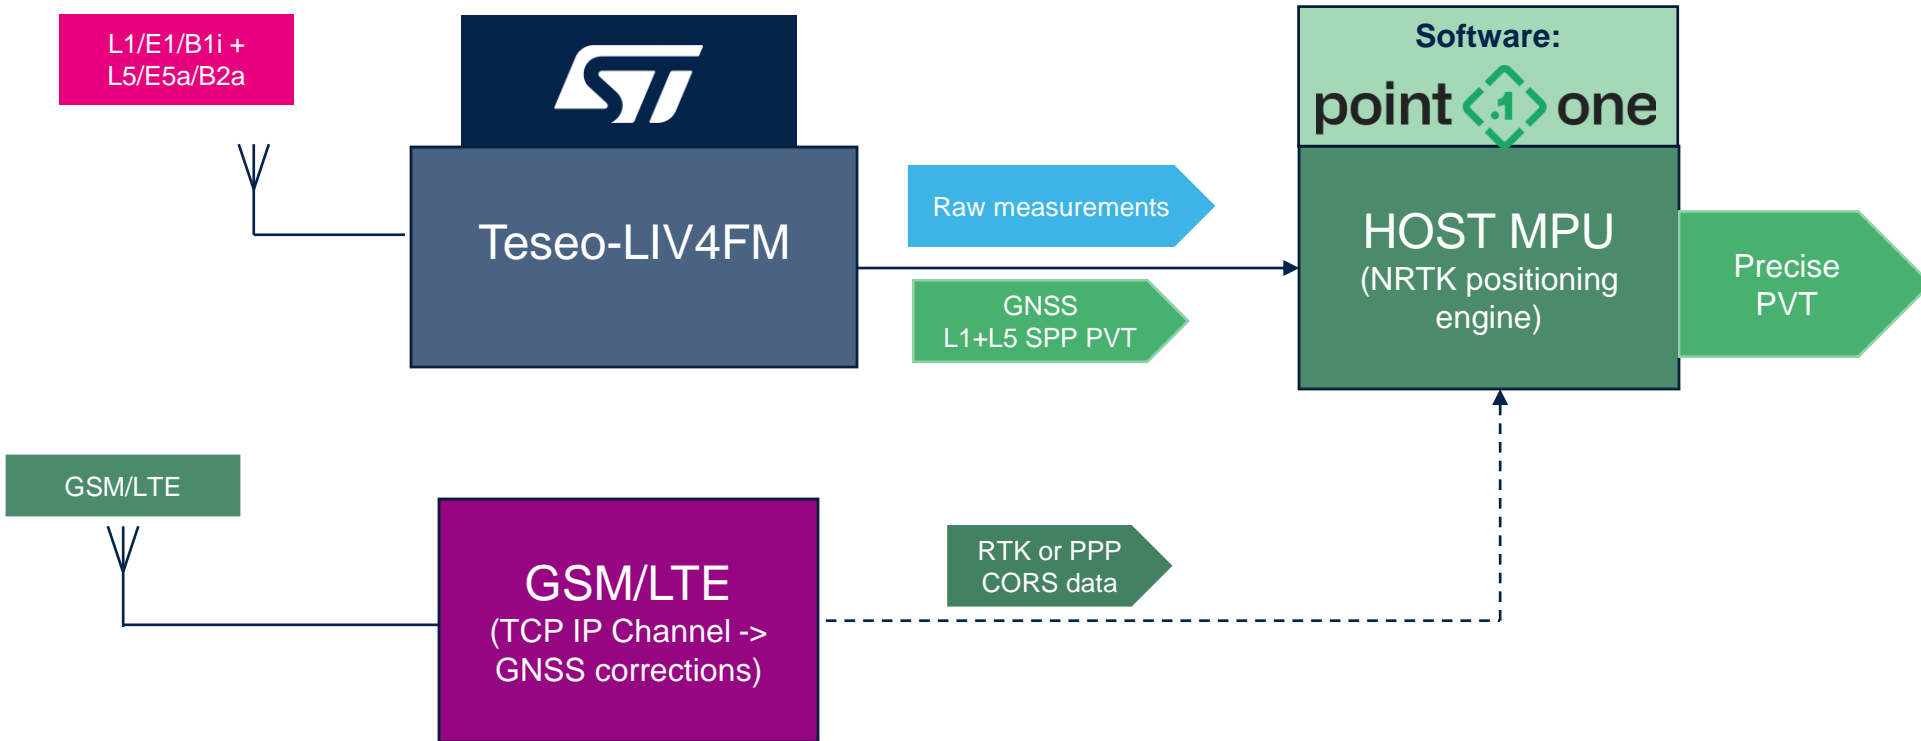 L1/E1/B1i +
L5/E5a/B2a
ST
Software:
point .1 one
Teseo-LIV4FM
Raw measurements
GNSS
L1+L5 SPP PVT
HOST MPU
(NRTK positioning
engine)
Precise
PVT
GSM/LTE
GSM/LTE
(TCP IP Channel ->
GNSS corrections)
RTK or PPP
CORS data